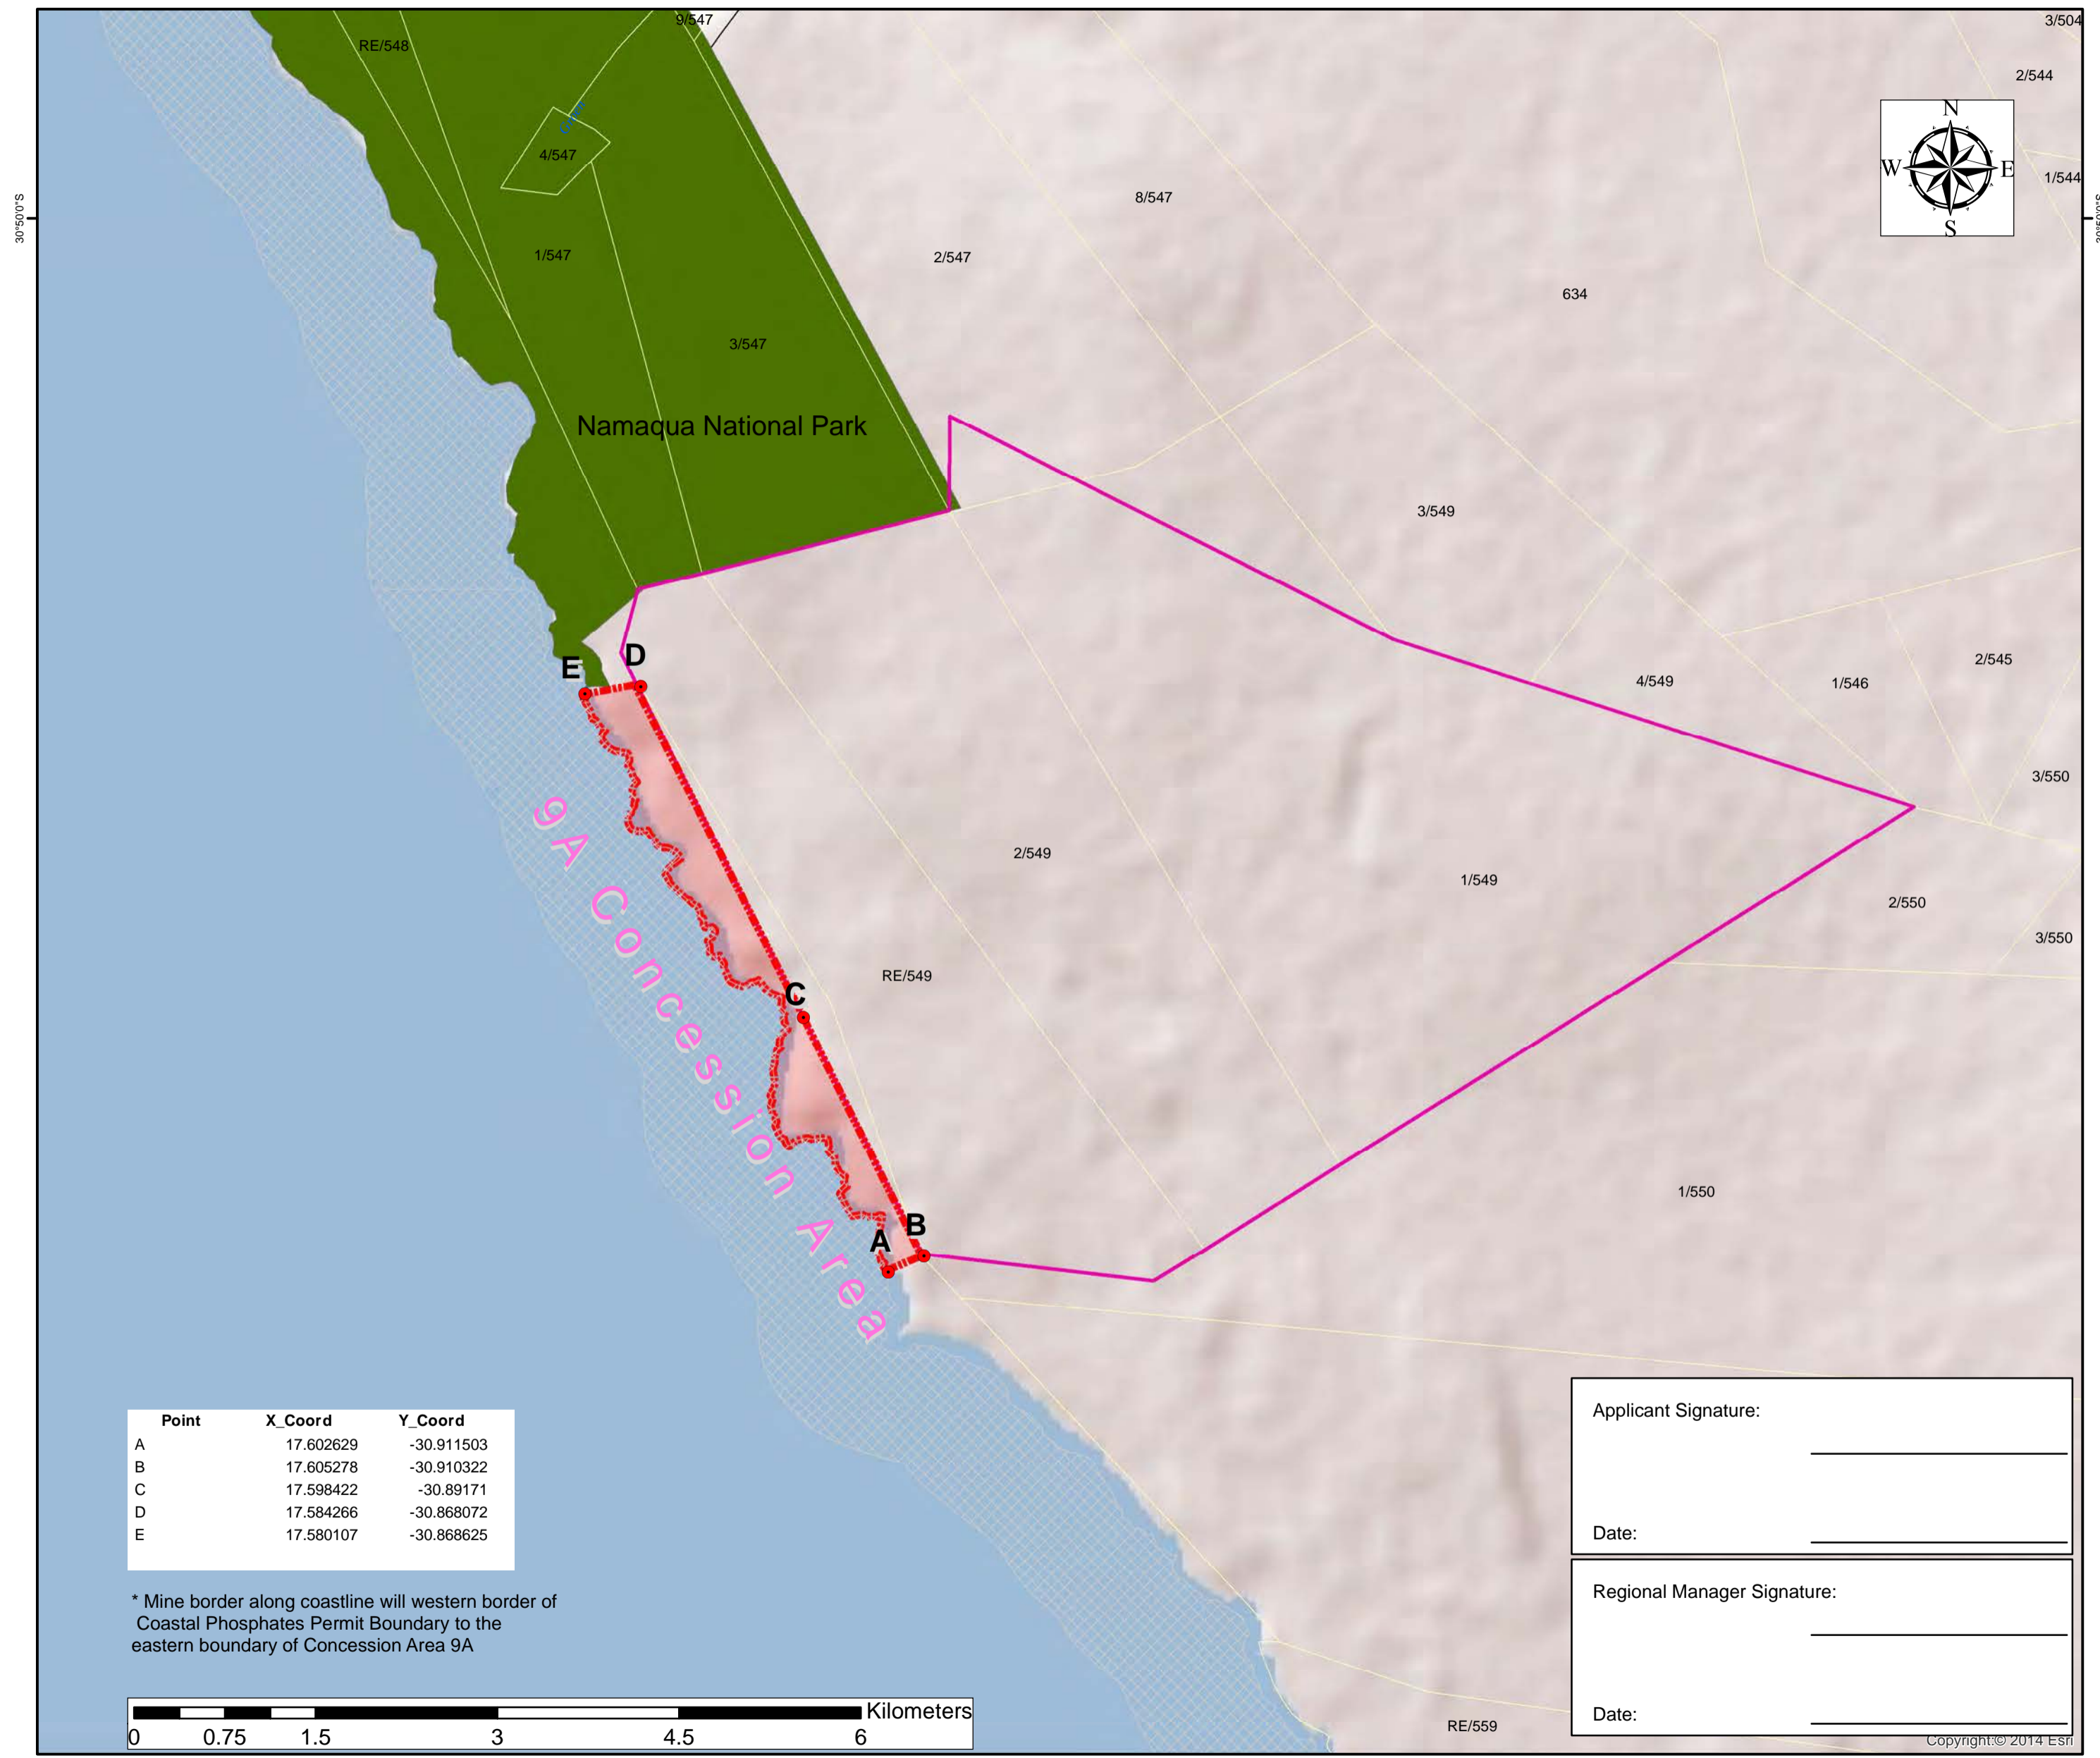 9/547
3/504
RE/548
2/544
N
W
E
S
4/547
1/544
8/547
30°50'0"S
1/547
2/547
634
3/547
Namaqua National Park
3/549
D
E
2/545
4/549
1/546
3/550
9A Concession Area
2/549
1/549
2/550
3/550
RE/549
C
1/550
B
A
Point X_Coord Y_Coord
A 17.602629 -30.911503
B 17.605278 -30.910322
C 17.598422 -30.89171
D 17.584266 -30.868072
E 17.580107 -30.868625
* Mine border along coastline will western border of
Coastal Phosphates Permit Boundary to the
eastern boundary of Concession Area 9A
Kilometers
0 0.75 1.5 3 4.5 6
Applicant Signature:
Date:
Regional Manager Signature:
Date:
RE/559
Copyright:© 2014 Esri